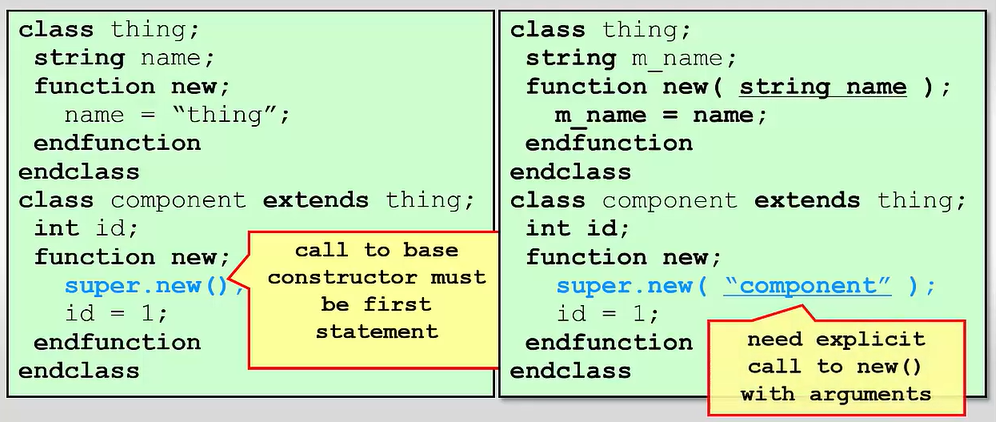 class thing;
string name;
function new;
name = “thing”;
endfunction
endclass
class component extends thing;
int id;
function new;
super.new();
id = 1;
endfunction
endclass
call to base
constructor must
be first
statement
class thing;
string m_name;
function new( string name );
m_name = name;
endfunction
endclass
class component extends thing;
int id;
function new;
super.new( “component” );
id = 1;
endfunction
endclass
need explicit
call to new()
with arguments